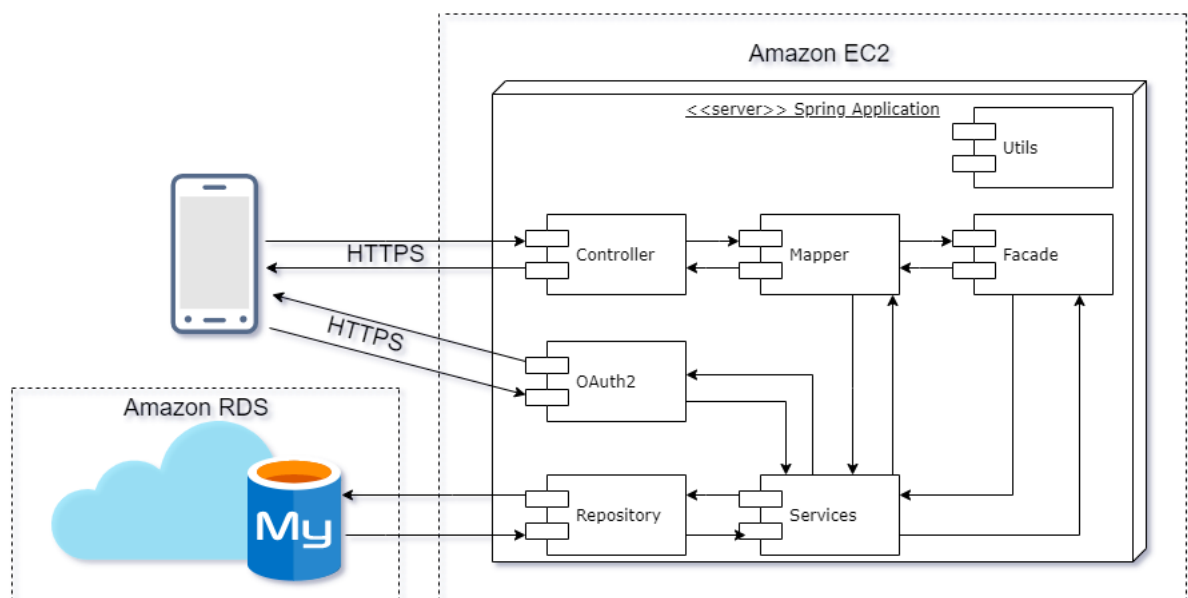 Amazon EC2
<<server>> Spring Application
Utils
HTTPS
Controller
Mapper
Facade
HTTPS
OAuth2
Amazon RDS
My
Repository
Services